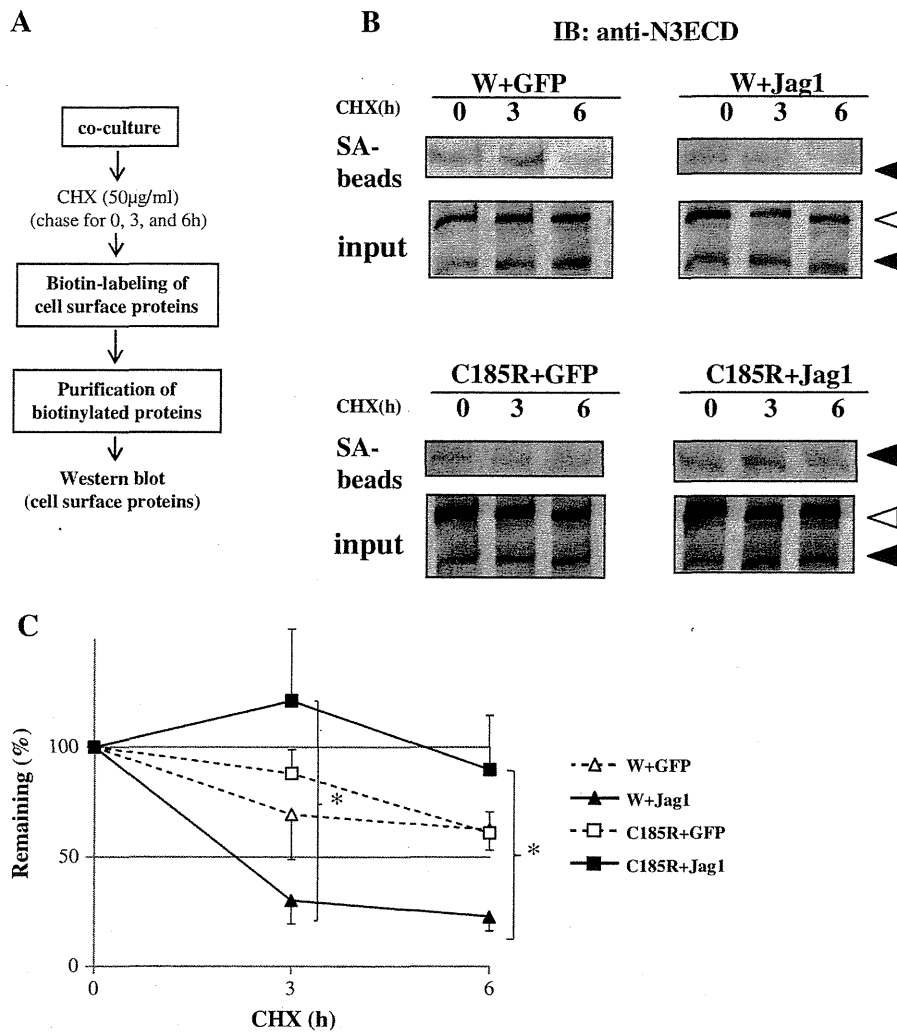 A
co-culture
CHX (50µg/ml)
(chase for 0, 3, and 6h)
Biotin-labeling of
cell surface proteins
Purification of
biotinylated proteins
Western blot
(cell surface proteins)
B
IB: anti-N3ECD
W+GFP
W+Jag1
CHX(h)
0 3 6
CHX(h)
0 3 6
SA-
beads
input
C185R+GFP
C185R+Jag1
CHX(h)
0 3 6
0 3 6
SA-
beads
input
C
Remaining (%)
100
50
0
0
3
6
CHX (h)
*
*
W+GFP
W+Jag1
C185R+GFP
C185R+Jag1